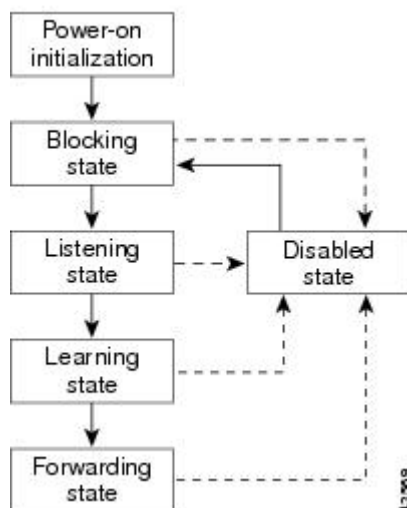 Power-on
initialization
Blocking
state
Listening
state
Disabled
state
Learning
state
Forwarding
state